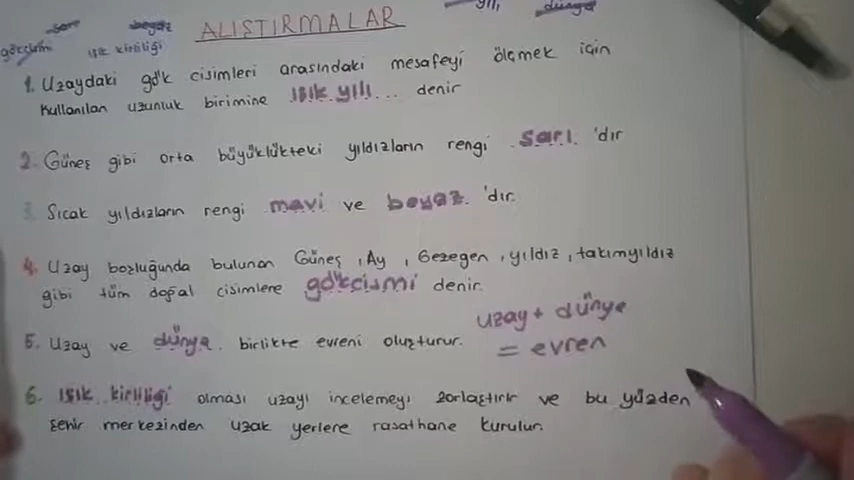 sarı beyaz ALIŞTIRMALAR yılı dünya
gökcismi ışık kirliliği
1. Uzaydaki gök cisimleri arasındaki mesafeyi ölçmek için
kullanılan uzunluk birimine ışık yılı... denir
2. Güneş gibi orta büyüklükteki yıldızların rengi sarı 'dır
3. Sıcak yıldızların rengi mavi ve beyaz 'dır.
4. Uzay boşluğunda bulunan Güneş, Ay, Gezegen, yıldız, takımyıldız
gibi tüm doğal cisimlere gökcismi denir.
5. Uzay ve dünya birlikte evreni oluşturur. uzay + dünya
= evren
6. Işık kirliliği olması uzayı incelemeyi zorlaştırır ve bu yüzden
şehir merkezinden uzak yerlere rasathane kurulur.